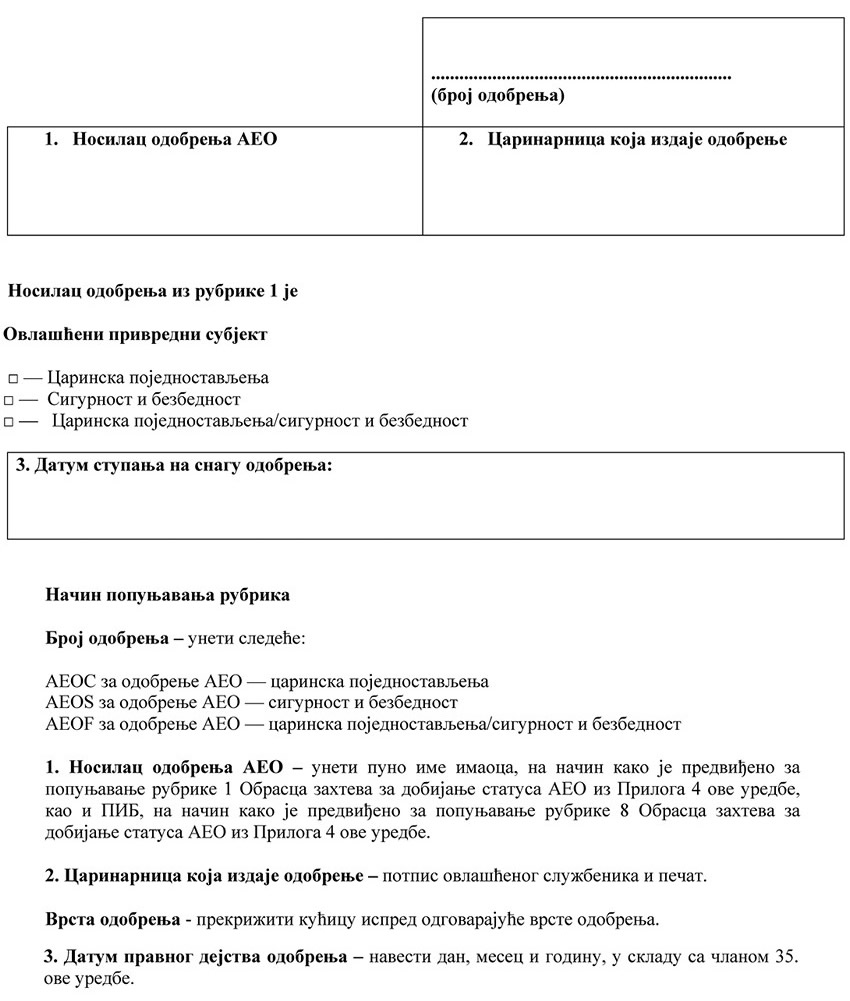 ................................................................
(број одобрења)
1. Носилац одобрења АЕО
2. Царинарница која издаје одобрење
Носилац одобрења из рубрике 1 је
Овлашћени привредни субјект
□ — Царинска поједностављења
□ — Сигурност и безбедност
□ — Царинска поједностављења/сигурност и безбедност
3. Датум ступања на снагу одобрења:
Начин попуњавања рубрика
Број одобрења – унети следеће:
AEOC за одобрење АЕО — царинска поједностављења
AEOS за одобрење АЕО — сигурност и безбедност
AEOF за одобрење АЕО — царинска поједностављења/сигурност и безбедност
1. Носилац одобрења АЕО – унети пуно име имаоца, на начин како је предвиђено за
попуњавање рубрике 1 Обрасца захтева за добијање статуса АЕО из Прилога 4 ове уредбе,
као и ПИБ, на начин како је предвиђено за попуњавање рубрике 8 Обрасца захтева за
добијање статуса АЕО из Прилога 4 ове уредбе.
2. Царинарница која издаје одобрење – потпис овлашћеног службеника и печат.
Врста одобрења - прекрижити кућицу испред одговарајуће врсте одобрења.
3. Датум правног дејства одобрења – навести дан, месец и годину, у складу са чланом 35.
ове уредбе.